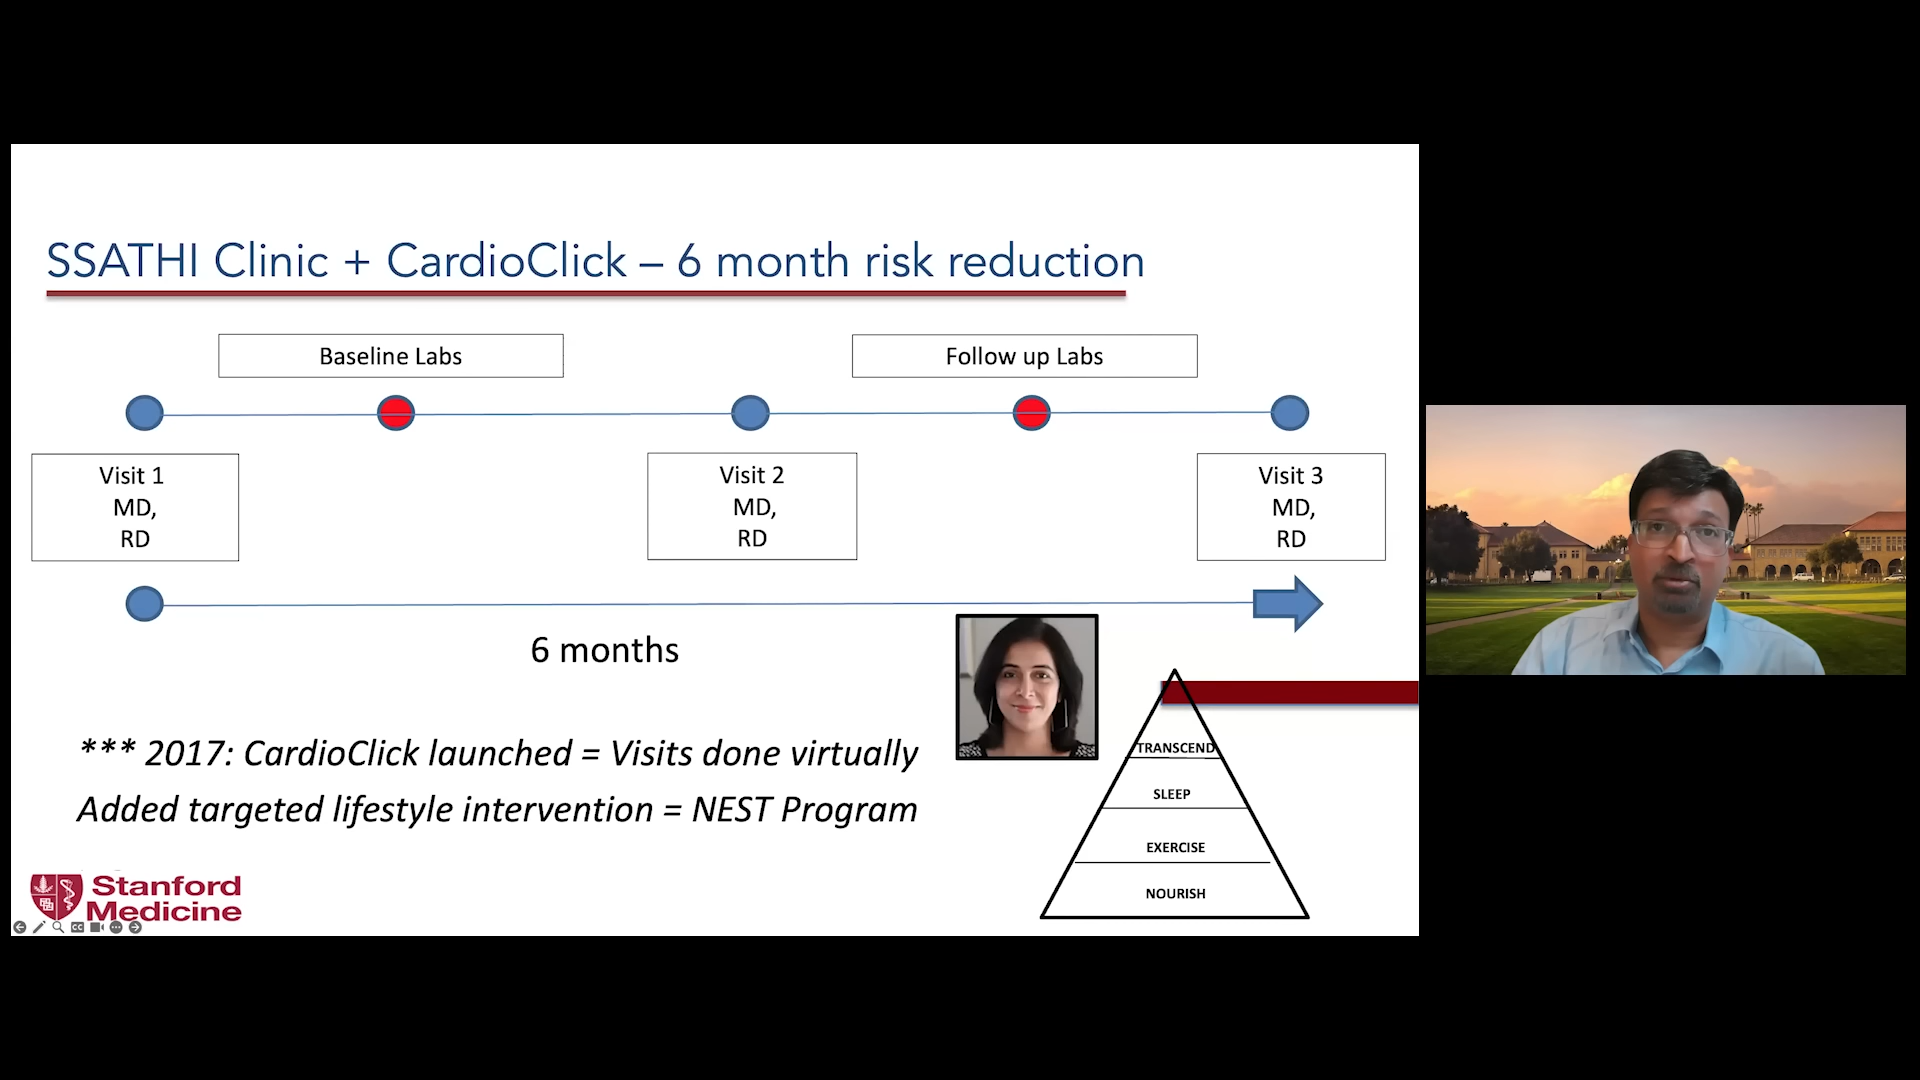 SSATHI Clinic + CardioClick – 6 month risk reduction
Baseline Labs
Follow up Labs
Visit 1
MD,
RD
Visit 2
MD,
RD
Visit 3
MD,
RD
6 months
*** 2017: CardioClick launched = Visits done virtually
Added targeted lifestyle intervention = NEST Program
TRANSCEND
SLEEP
EXERCISE
NOURISH
Stanford
Medicine
CC